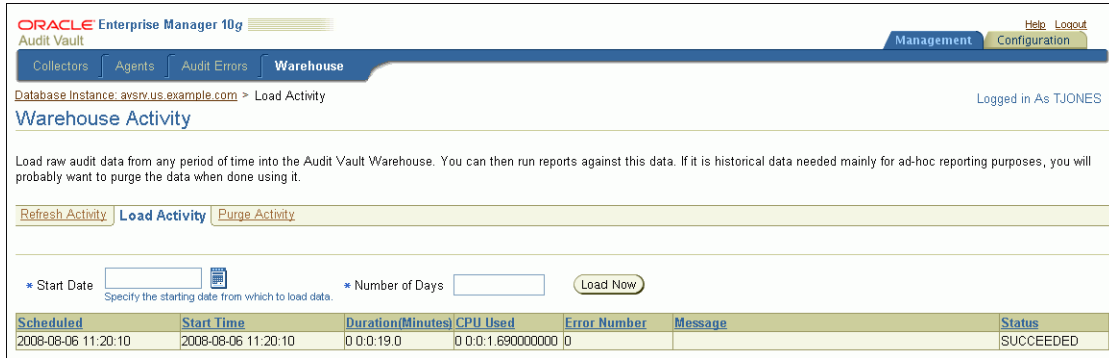 ORACLE Enterprise Manager 10g
Audit Vault
Help Logout
Management Configuration
Collectors Agents Audit Errors Warehouse
Database Instance: avsrv.us.example.com > Load Activity
Logged in As TJONES
Warehouse Activity
Load raw audit data from any period of time into the Audit Vault Warehouse. You can then run reports against this data. If it is historical data needed mainly for ad-hoc reporting purposes, you will
probably want to purge the data when done using it.
Refresh Activity Load Activity Purge Activity
* Start Date * Number of Days Load Now
Specify the starting date from which to load data.
Scheduled Start Time Duration(Minutes) CPU Used Error Number Message Status
2008-08-06 11:20:10 2008-08-06 11:20:10 0 0:0:19.0 0 0:0:1.690000000 0 SUCCEEDED